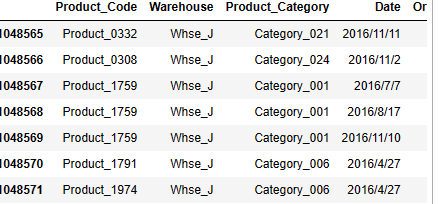 Product_Code Warehouse Product_Category Date Or
1048565 Product_0332 Whse_J Category_021 2016/11/11
1048566 Product_0308 Whse_J Category_024 2016/11/2
1048567 Product_1759 Whse_J Category_001 2016/7/7
1048568 Product_1759 Whse_J Category_001 2016/8/17
1048569 Product_1759 Whse_J Category_001 2016/11/10
1048570 Product_1791 Whse_J Category_006 2016/4/27
1048571 Product_1974 Whse_J Category_006 2016/4/27